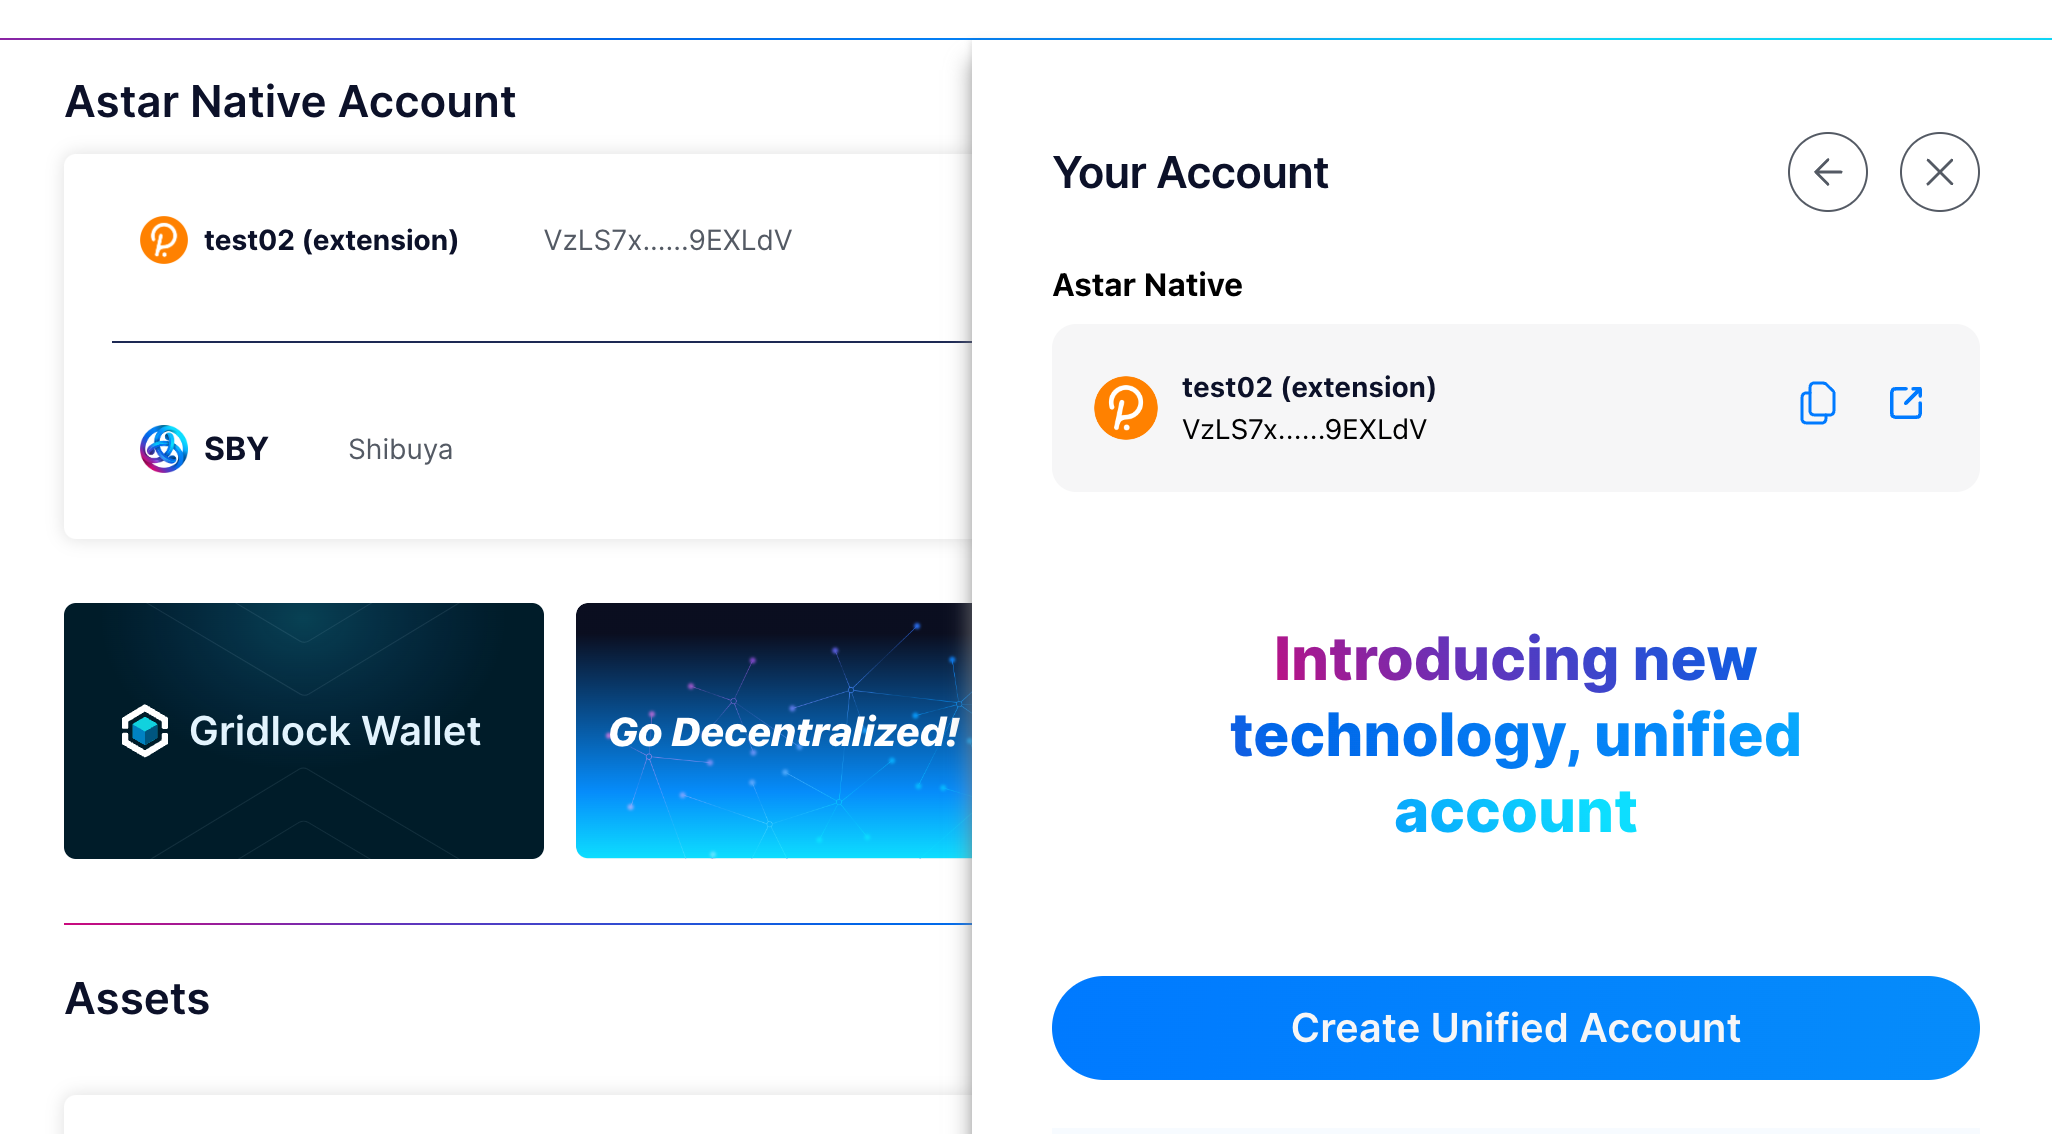 Astar Native Account
test02 (extension)
VzLS7x......9EXLdV
SBY
Shibuya
Gridlock Wallet
Go Decentralized!
Assets
Your Account
Astar Native
test02 (extension)
VzLS7x......9EXLdV
Introducing new
technology, unified
account
Create Unified Account